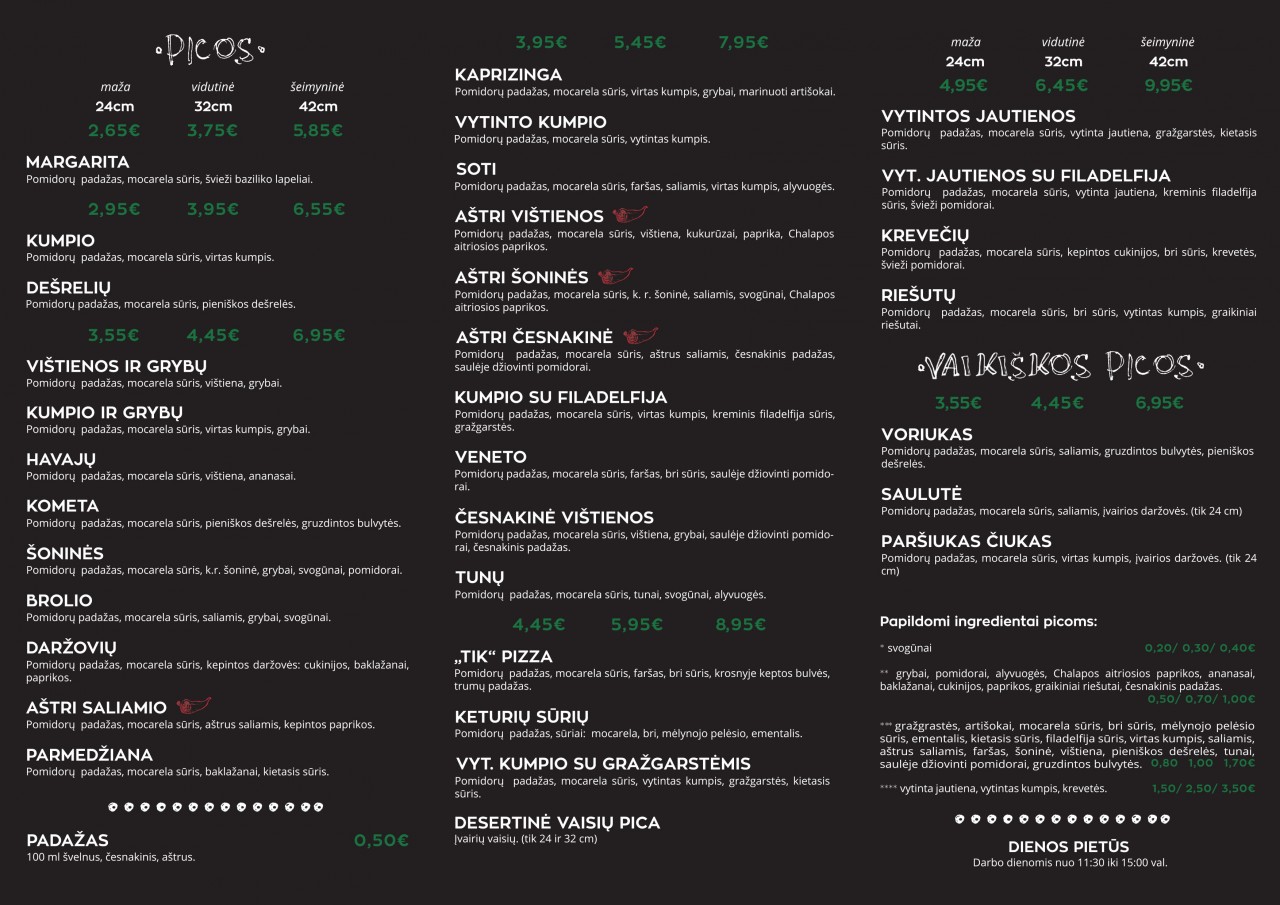 PICOS
maža vidutinė šeimyninė
24cm 32cm 42cm
2,65€ 3,75€ 5,85€
MARGARITA
Pomidorų padažas, mocarela sūris, švieži baziliko lapeliai.
2,95€ 3,95€ 6,55€
KUMPIO
Pomidorų padažas, mocarela sūris, virtas kumpis.
DEŠRELIŲ
Pomidorų padažas, mocarela sūris, pieniškos dešrelės.
3,55€ 4,45€ 6,95€
VIŠTIENOS IR GRYBŲ
Pomidorų padažas, mocarela sūris, vištiena, grybai.
KUMPIO IR GRYBŲ
Pomidorų padažas, mocarela sūris, virtas kumpis, grybai.
HAVAJŲ
Pomidorų padažas, mocarela sūris, vištiena, ananasai.
KOMETA
Pomidorų padažas, mocarela sūris, pieniškos dešrelės, gruzdintos bulvytės.
ŠONINĖS
Pomidorų padažas, mocarela sūris, k.r. šoninė, grybai, svogūnai, pomidorai.
BROLIO
Pomidorų padažas, mocarela sūris, saliamis, grybai, svogūnai.
DARŽOVIŲ
Pomidorų padažas, mocarela sūris, kepintos daržovės: cukinijos, baklažanai,
paprikos.
AŠTRI SALIAMIO
Pomidorų padažas, mocarela sūris, aštrus saliamis, kepintos paprikos.
PARMEDŽIANA
Pomidorų padažas, mocarela sūris, baklažanai, kietasis sūris.
PADAŽAS 0,50€
100 ml švelnus, česnakinis, aštrus.
3,95€ 5,45€ 7,95€
KAPRIZINGA
Pomidorų padažas, mocarela sūris, virtas kumpis, grybai, marinuoti artišokai.
VYTINTO KUMPIO
Pomidorų padažas, mocarela sūris, vytintas kumpis.
SOTI
Pomidorų padažas, mocarela sūris, faršas, saliamis, virtas kumpis, alyvuogės.
AŠTRI VIŠTIENOS
Pomidorų padažas, mocarela sūris, vištiena, kukurūzai, paprika, Chalapos
aitriosios paprikos.
AŠTRI ŠONINĖS
Pomidorų padažas, mocarela sūris, k. r. šoninė, saliamis, svogūnai, Chalapos
aitriosios paprikos.
AŠTRI ČESNAKINĖ
Pomidorų padažas, mocarela sūris, aštrus saliamis, česnakinis padažas,
saulėje džiovinti pomidorai.
KUMPIO SU FILADELFIJA
Pomidorų padažas, mocarela sūris, virtas kumpis, kreminis filadelfija sūris,
gražgarstės.
VENETO
Pomidorų padažas, mocarela sūris, faršas, bri sūris, saulėje džiovinti pomido-
rai.
ČESNAKINĖ VIŠTIENOS
Pomidorų padažas, mocarela sūris, vištiena, grybai, saulėje džiovinti pomido-
rai, česnakinis padažas.
TUNŲ
Pomidorų padažas, mocarela sūris, tunai, svogūnai, alyvuogės.
4,45€ 5,95€ 8,95€
„TIK“ PIZZA
Pomidorų padažas, mocarela sūris, faršas, bri sūris, krosnyje keptos bulvės,
trumų padažas.
KETURIŲ SŪRIŲ
Pomidorų padažas, sūriai: mocarela, bri, mėlynojo pelėsio, ementalis.
VYT. KUMPIO SU GRAŽGARSTĖMIS
Pomidorų padažas, mocarela sūris, vytintas kumpis, gražgarstės, kietasis
sūris.
DESERTINĖ VAISIŲ PICA
Įvairių vaisių. (tik 24 ir 32 cm)
maža vidutinė šeimyninė
24cm 32cm 42cm
4,95€ 6,45€ 9,95€
VYTINTOS JAUTIENOS
Pomidorų padažas, mocarela sūris, vytinta jautiena, gražgarstės, kietasis
sūris.
VYT. JAUTIENOS SU FILADELFIJA
Pomidorų padažas, mocarela sūris, vytinta jautiena, kreminis filadelfija
sūris, švieži pomidorai.
KREVEČIŲ
Pomidorų padažas, mocarela sūris, kepintos cukinijos, bri sūris, krevetės,
švieži pomidorai.
RIEŠUTŲ
Pomidorų padažas, mocarela sūris, bri sūris, vytintas kumpis, graikiniai
riešutai.
VAIKIŠKOS PICOS
3,55€ 4,45€ 6,95€
VORIUKAS
Pomidorų padažas, mocarela sūris, saliamis, gruzdintos bulvytės, pieniškos
dešrelės.
SAULUTĖ
Pomidorų padažas, mocarela sūris, saliamis, įvairios daržovės. (tik 24 cm)
PARŠIUKAS ČIUKAS
Pomidorų padažas, mocarela sūris, virtas kumpis, įvairios daržovės. (tik 24
cm)
Papildomi ingredientai picoms:
* svogūnai 0,20/ 0,30/ 0,40€
** grybai, pomidorai, alyvuogės, Chalapos aitriosios paprikos, ananasai,
baklažanai, cukinijos, paprikos, graikiniai riešutai, česnakinis padažas.
0,50/ 0,70/ 1,00€
*** gražgrastės, artišokai, mocarela sūris, bri sūris, mėlynojo pelėsio
sūris, ementalis, kietasis sūris, filadelfija sūris, virtas kumpis, saliamis,
aštrus saliamis, faršas, šoninė, vištiena, pieniškos dešrelės, tunai,
saulėje džiovinti pomidorai, gruzdintos bulvytės. 0,80 1,00 1,70€
**** vytinta jautiena, vytintas kumpis, krevetės. 1,50/ 2,50/ 3,50€
DIENOS PIETŪS
Darbo dienomis nuo 11:30 iki 15:00 val.